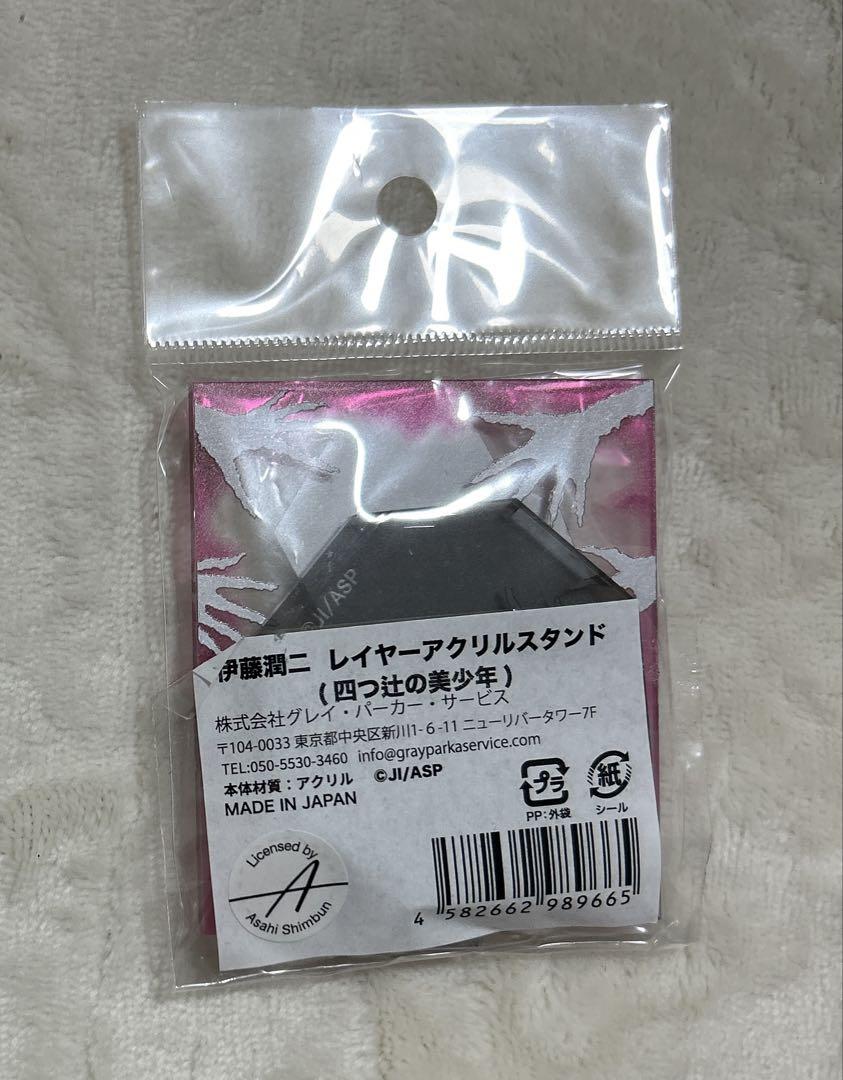 ©JI/ASP
伊藤潤二 レイヤーアクリルスタンド
(四つ辻の美少年)
株式会社グレイ・パーカー・サービス
〒104-0033 東京都中央区新川1-6-11 ニューリバータワー7F
TEL:050-5530-3460 info@grayparkaservice.com
本体材質：アクリル ©JI/ASP
MADE IN JAPAN
プラ
PP:外袋
紙
シール
Licensed by
A
Asahi Shimbun
4 582662 989665